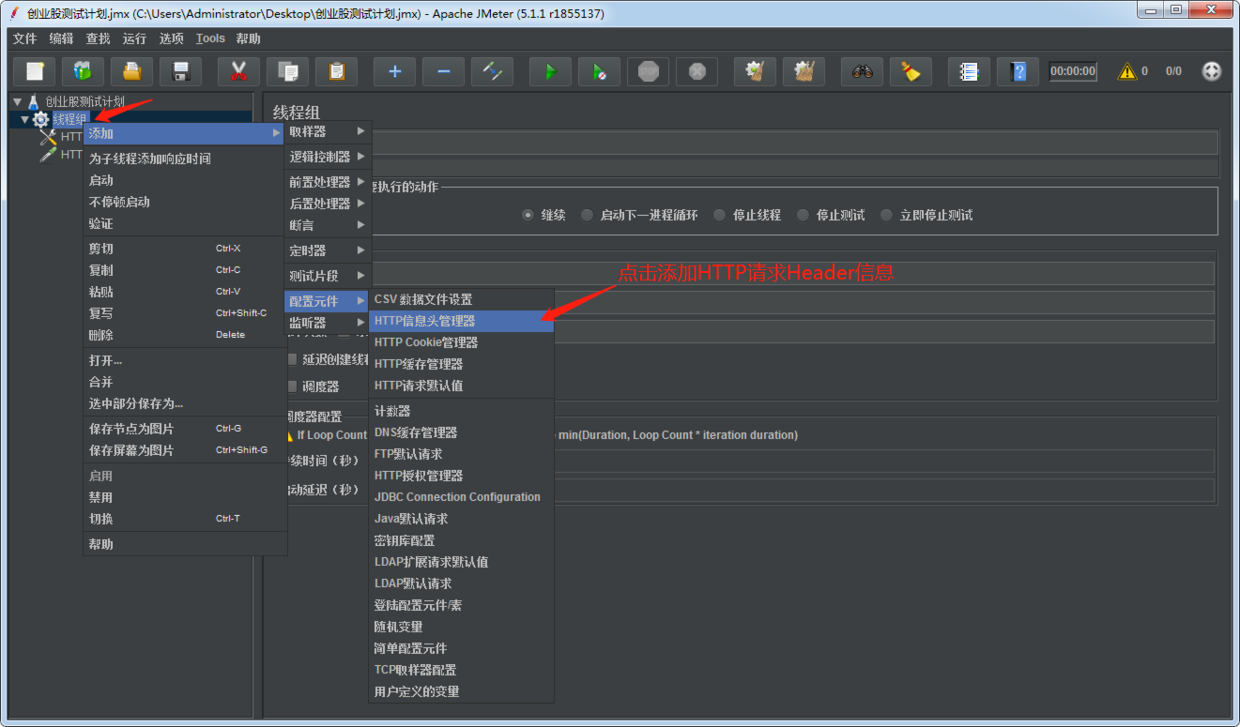 创业股测试计划.jmx (C:\Users\Administrator\Desktop\创业股测试计划.jmx) - Apache JMeter (5.1.1 r1855137)
文件 编辑 查找 运行 选项 Tools 帮助
00:00:00 0 0/0
创业股测试计划
线程组
HTT
HTT
添加
为子线程添加响应时间
启动
不停顿启动
验证
剪切 Ctrl-X
复制 Ctrl-C
粘贴 Ctrl-V
复写 Ctrl+Shift-C
删除 Delete
打开...
合并
选中部分保存为...
保存节点为图片 Ctrl-G
保存屏幕为图片 Ctrl+Shift-G
启用
禁用
切换 Ctrl-T
帮助
取样器
逻辑控制器
前置处理器
后置处理器
断言
定时器
测试片段
配置元件
监听器
CSV 数据文件设置
HTTP信息头管理器
HTTP Cookie管理器
HTTP缓存管理器
HTTP请求默认值
计数器
DNS缓存管理器
FTP默认请求
HTTP授权管理器
JDBC Connection Configuration
Java默认请求
密钥库配置
LDAP扩展请求默认值
LDAP默认请求
登陆配置元件/素
随机变量
简单配置元件
TCP取样器配置
用户定义的变量
线程组
要执行的动作
继续 启动下一进程循环 停止线程 停止测试 立即停止测试
点击添加HTTP请求Header信息
延迟创建线
调度器
调度器配置
If Loop Count min(Duration, Loop Count * iteration duration)
续时间（秒）
动延迟（秒）